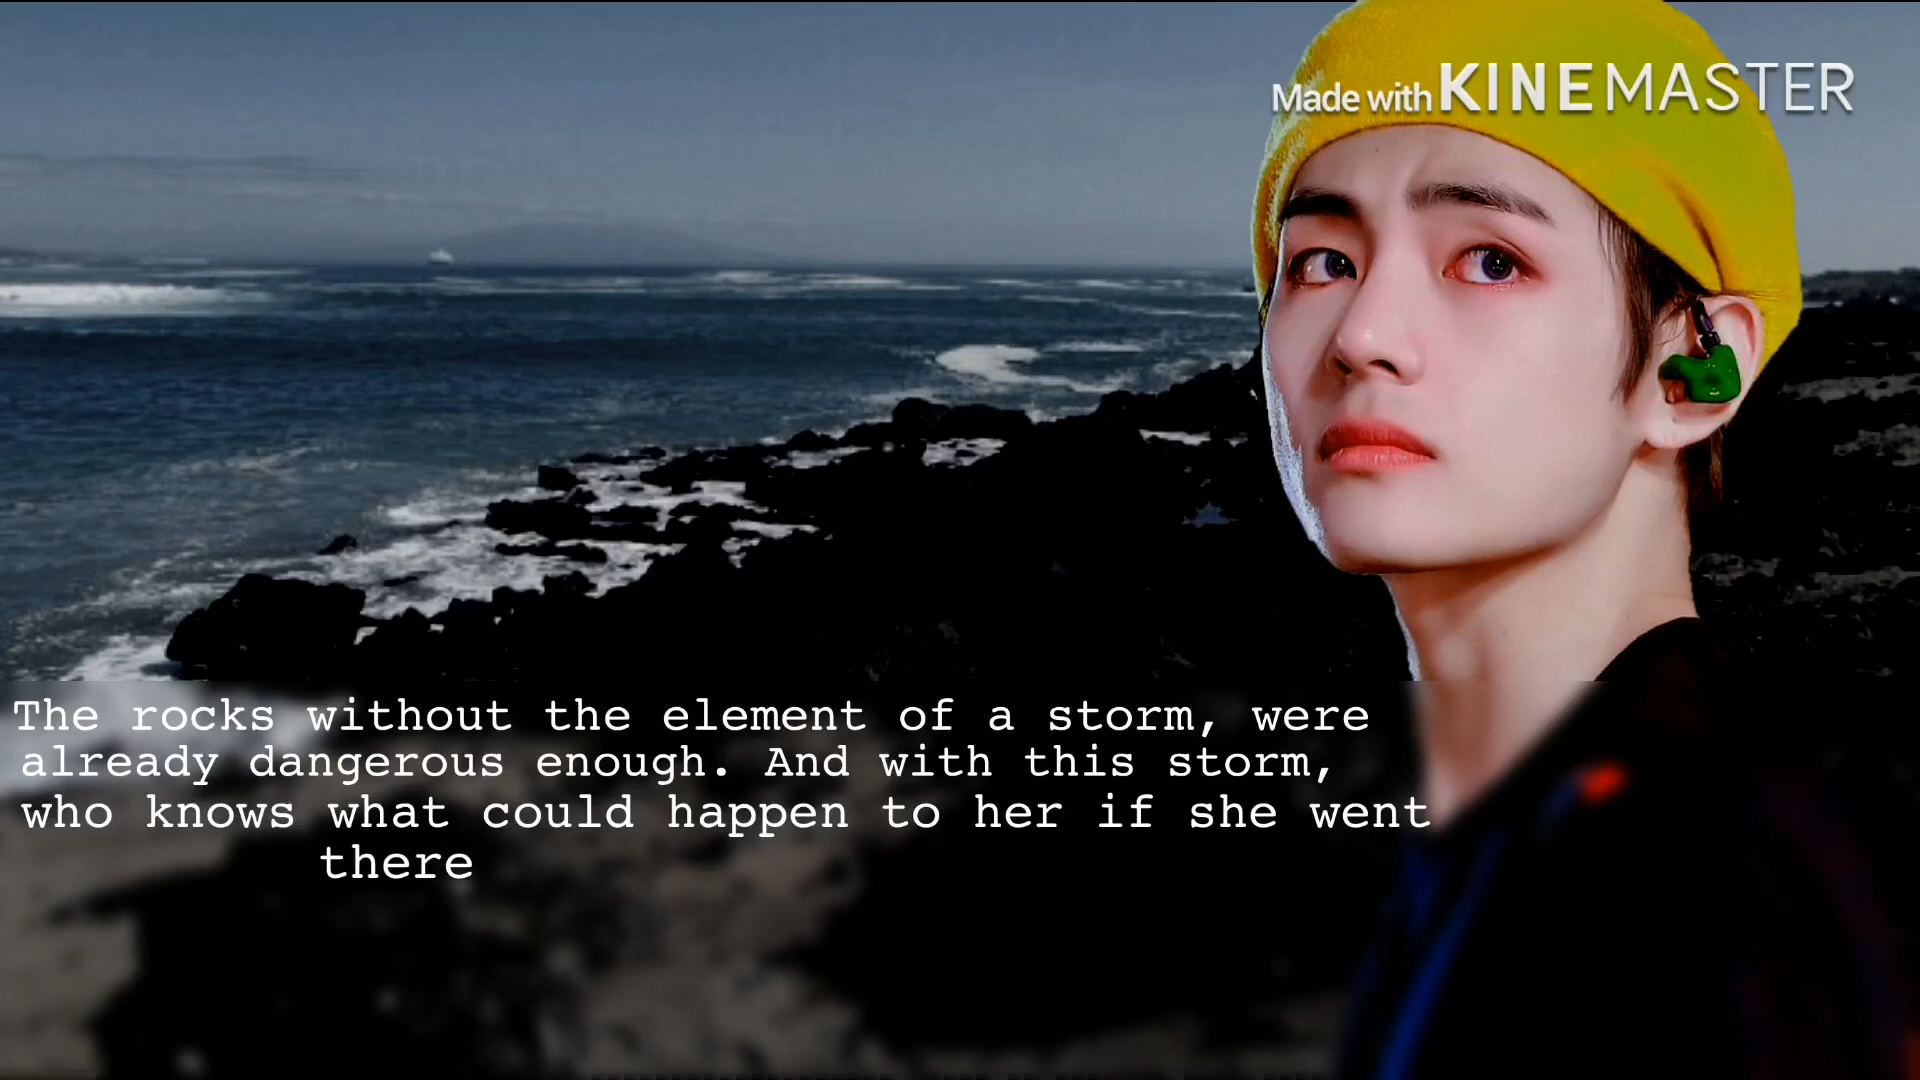 Made with KINEMASTER
The rocks without the element of a storm, were
already dangerous enough. And with this storm,
who knows what could happen to her if she went
there